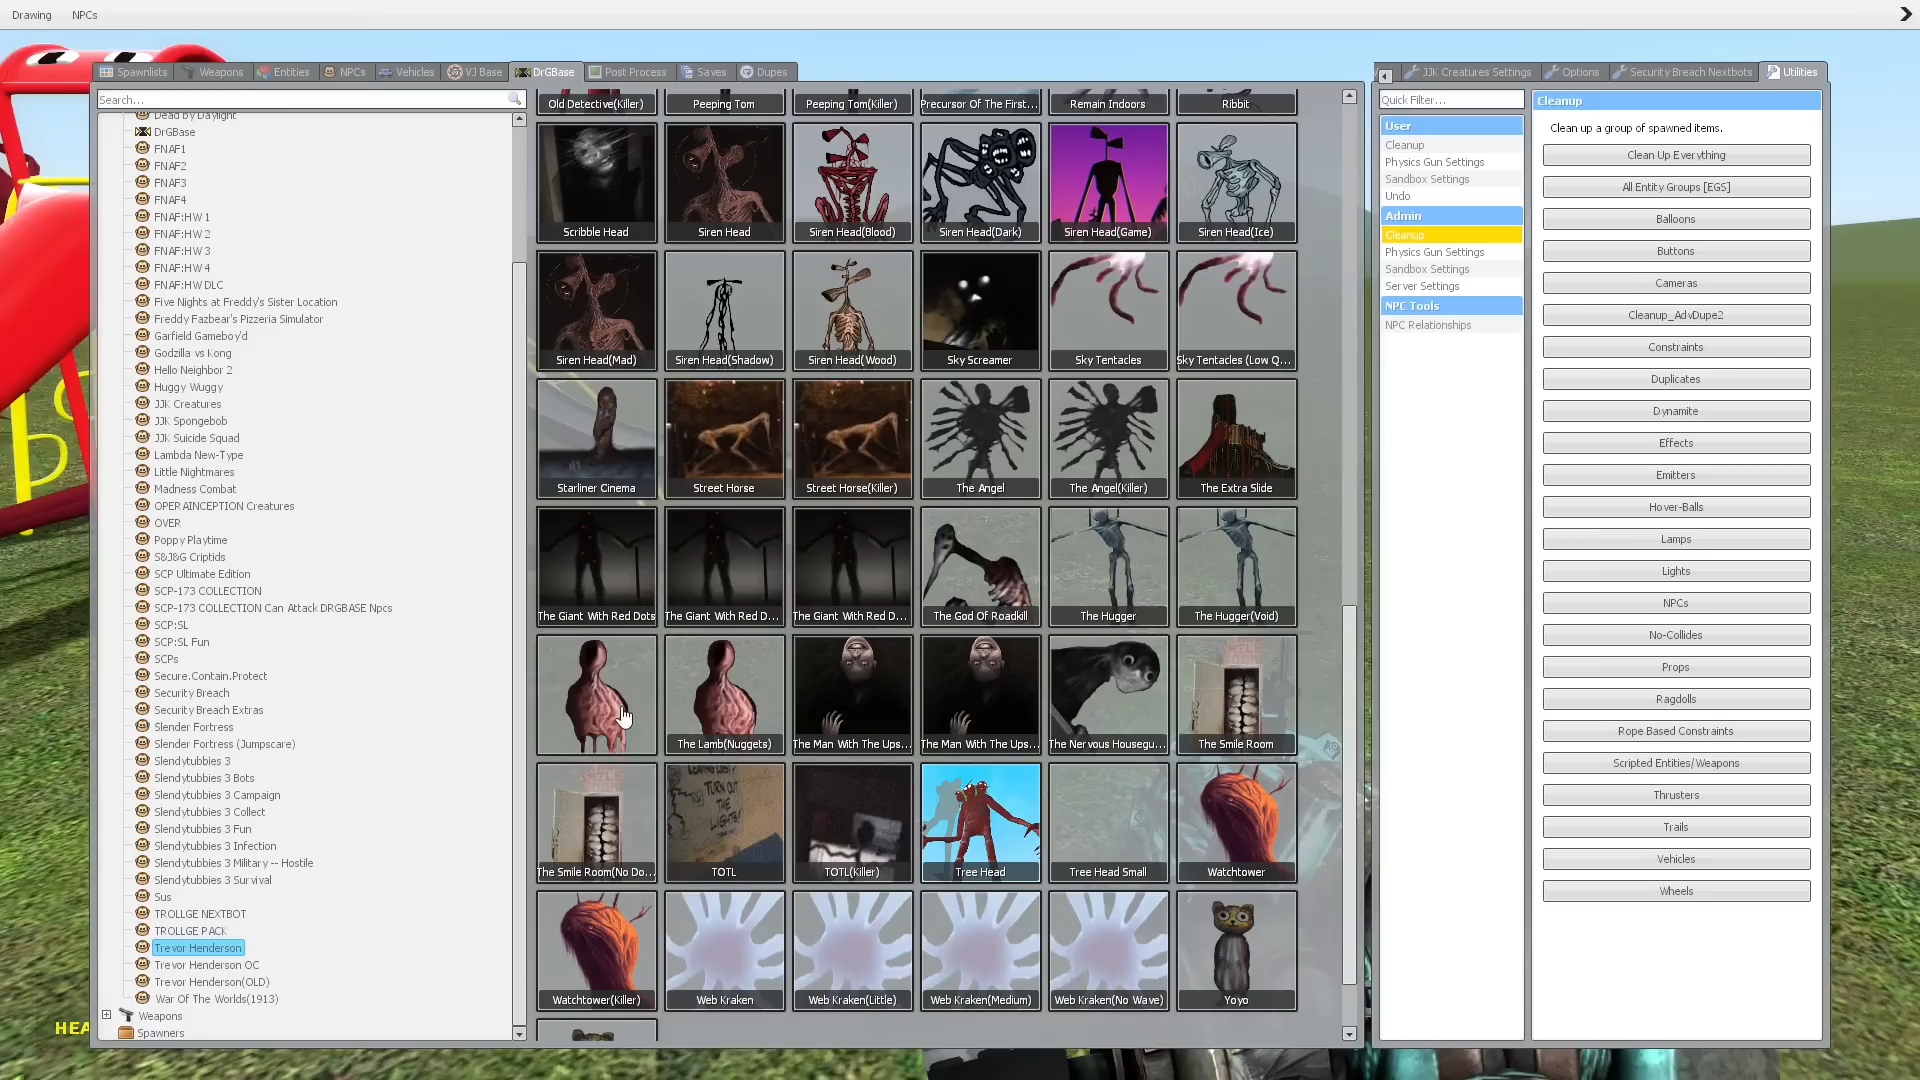 Drawing NPCs
Spawnlists Weapons Entities NPCs Vehicles VJ Base DrGBase Post Process Saves Dupes
JJK Creatures Settings Options Security Breach Nextbots Utilities
Search...
Dead by Daylight
DrGBase
FNAF1
FNAF2
FNAF3
FNAF4
FNAF:HW 1
FNAF:HW 2
FNAF:HW 3
FNAF:HW 4
FNAF:HW DLC
Five Nights at Freddy's Sister Location
Freddy Fazbear's Pizzeria Simulator
Garfield Gameboy'd
Godzilla vs Kong
Hello Neighbor 2
Huggy Wuggy
JJK Creatures
JJK Spongebob
JJK Suicide Squad
Lambda New-Type
Little Nightmares
Madness Combat
OPERAINCEPTION Creatures
OVER
Poppy Playtime
S&J&G Criptids
SCP Ultimate Edition
SCP-173 COLLECTION
SCP-173 COLLECTION Can Attack DRGBASE Npcs
SCP:SL
SCP:SL Fun
SCPs
Secure.Contain.Protect
Security Breach
Security Breach Extras
Slender Fortress
Slender Fortress (Jumpscare)
Slendytubbies 3
Slendytubbies 3 Bots
Slendytubbies 3 Campaign
Slendytubbies 3 Collect
Slendytubbies 3 Fun
Slendytubbies 3 Infection
Slendytubbies 3 Military -- Hostile
Slendytubbies 3 Survival
Sus
TROLLGE NEXTBOT
TROLLGE PACK
Trevor Henderson
Trevor Henderson OC
Trevor Henderson(OLD)
War Of The Worlds(1913)
Weapons
Spawners
HEA
Old Detective(Killer) Peeping Tom Peeping Tom(Killer) Precursor Of The First... Remain Indoors Ribbit
Scribble Head Siren Head Siren Head(Blood) Siren Head(Dark) Siren Head(Game) Siren Head(Ice)
Siren Head(Mad) Siren Head(Shadow) Siren Head(Wood) Sky Screamer Sky Tentacles Sky Tentacles (Low Q...
Starliner Cinema Street Horse Street Horse(Killer) The Angel The Angel(Killer) The Extra Slide
The Giant With Red Dots The Giant With Red D... The Giant With Red D... The God Of Roadkill The Hugger The Hugger(Void)
SMILE
The Lamb(Nuggets) The Man With The Ups... The Man With The Ups... The Nervous Housegu... The Smile Room
SMILE
TURN OUT
THE
LIGHTS!
The Smile Room(No Do... TOTL TOTL(Killer) Tree Head Tree Head Small Watchtower
Watchtower(Killer) Web Kraken Web Kraken(Little) Web Kraken(Medium) Web Kraken(No Wave) Yoyo
Quick Filter...
User
Cleanup
Physics Gun Settings
Sandbox Settings
Undo
Admin
Cleanup
Physics Gun Settings
Sandbox Settings
Server Settings
NPC Tools
NPC Relationships
Cleanup
Clean up a group of spawned items.
Clean Up Everything
All Entity Groups [EGS]
Balloons
Buttons
Cameras
Cleanup_AdvDupe2
Constraints
Duplicates
Dynamite
Effects
Emitters
Hover-Balls
Lamps
Lights
NPCs
No-Collides
Props
Ragdolls
Rope Based Constraints
Scripted Entities/Weapons
Thrusters
Trails
Vehicles
Wheels